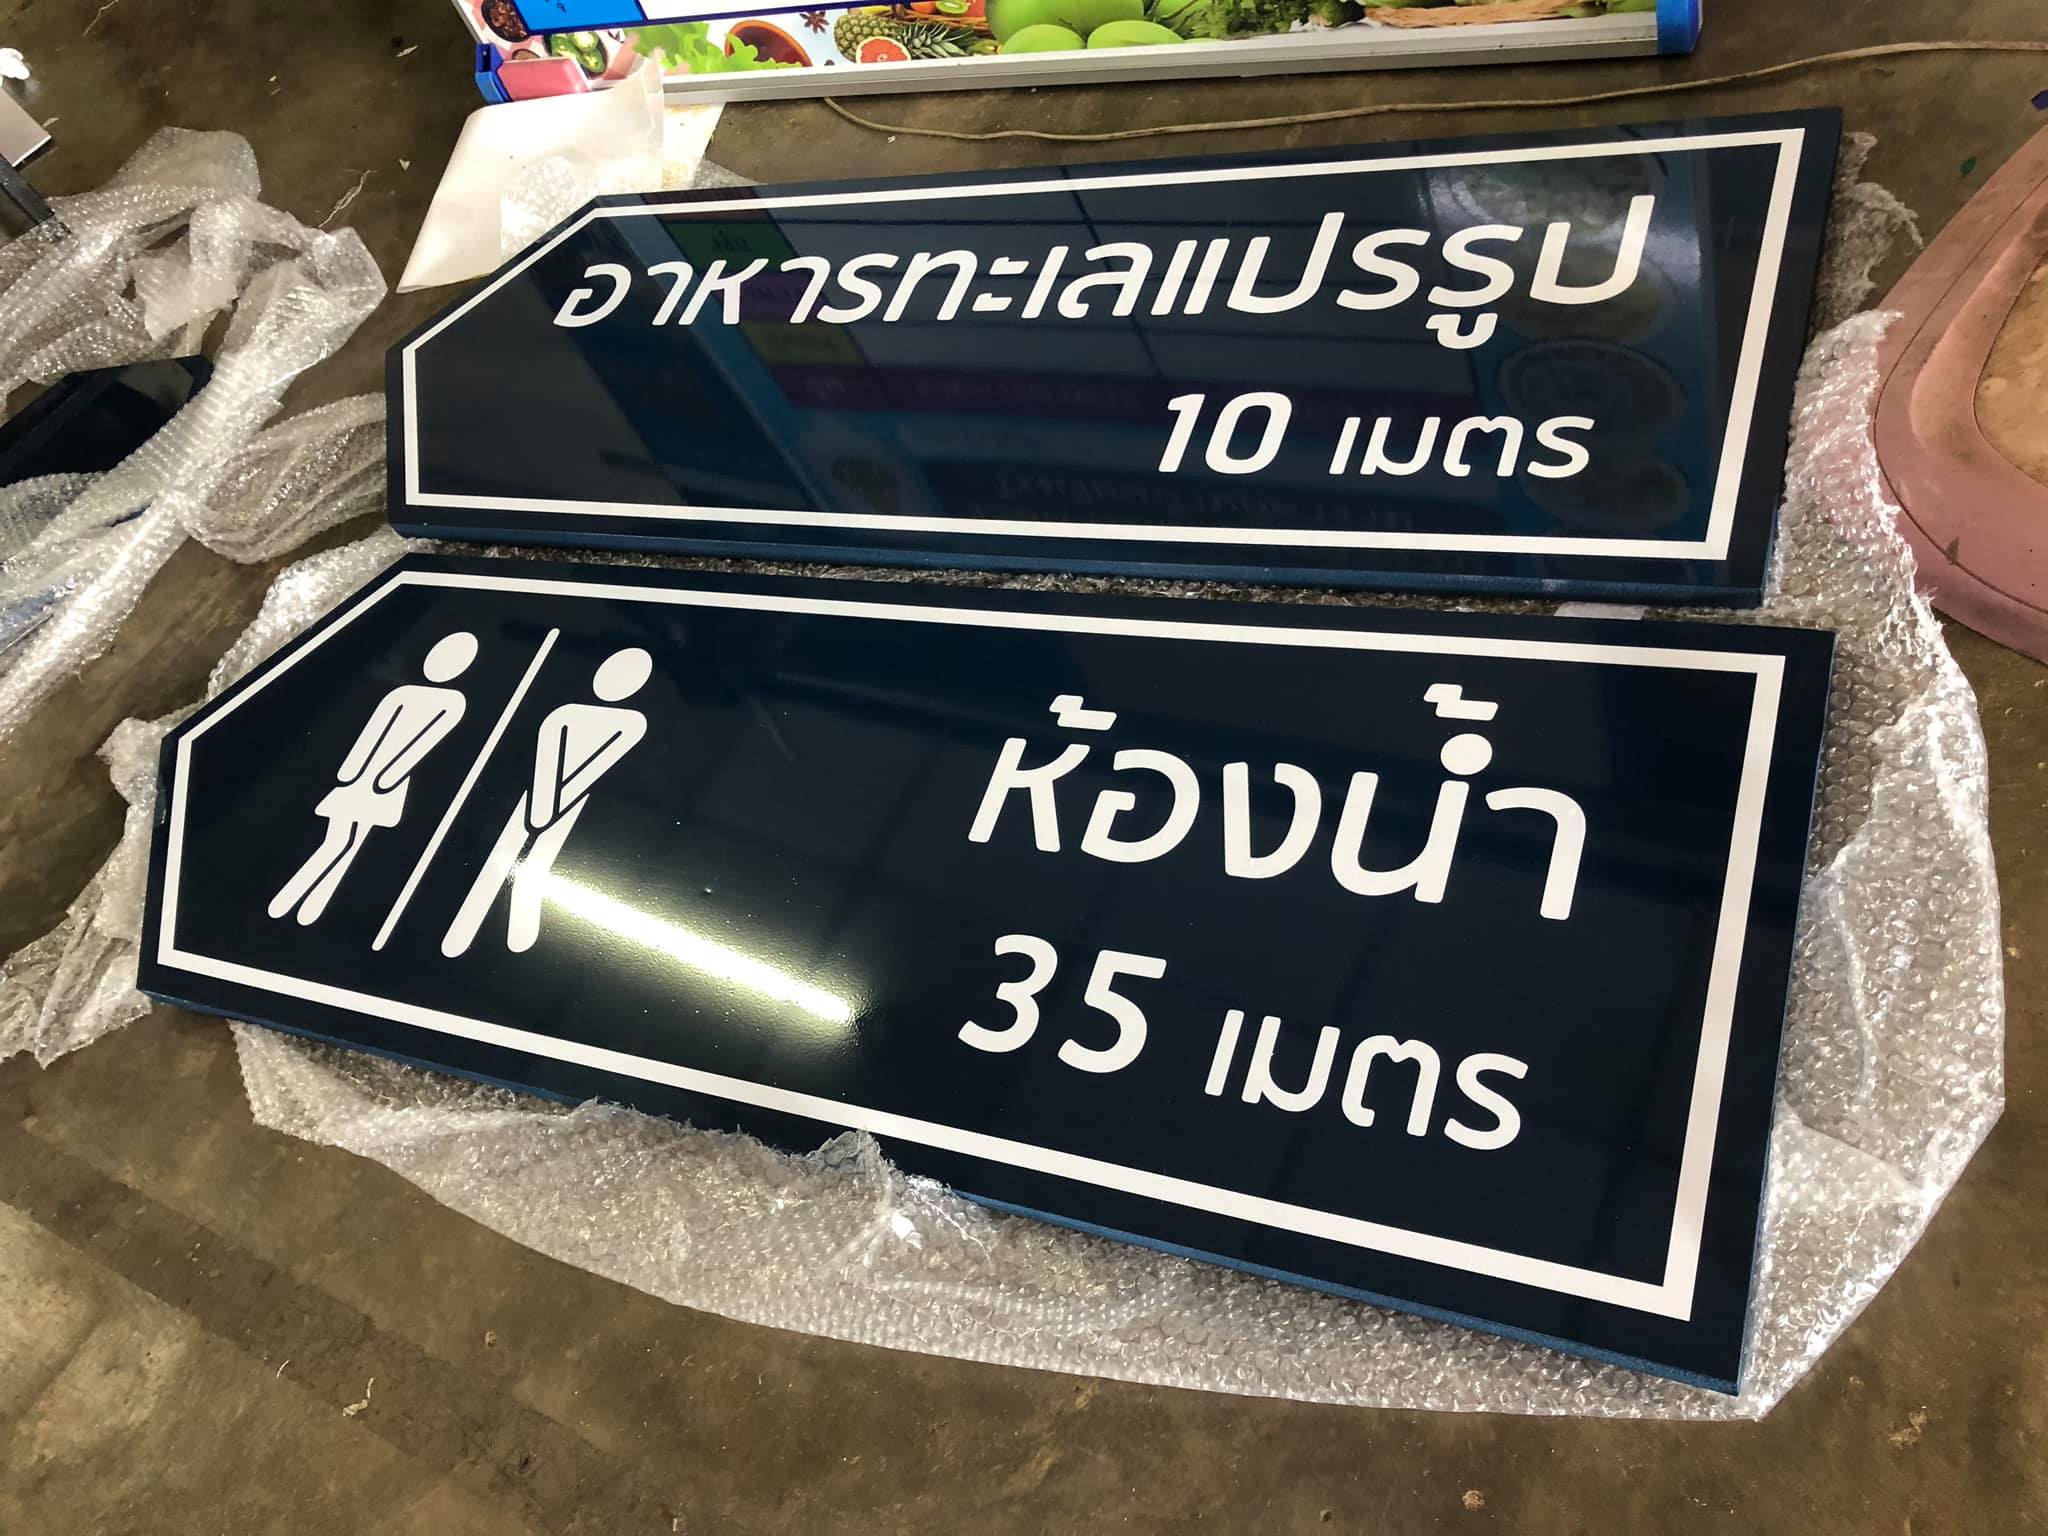 อาหารทะเลแปรรูป
10 เมตร
ห้องน้ำ
35 เมตร